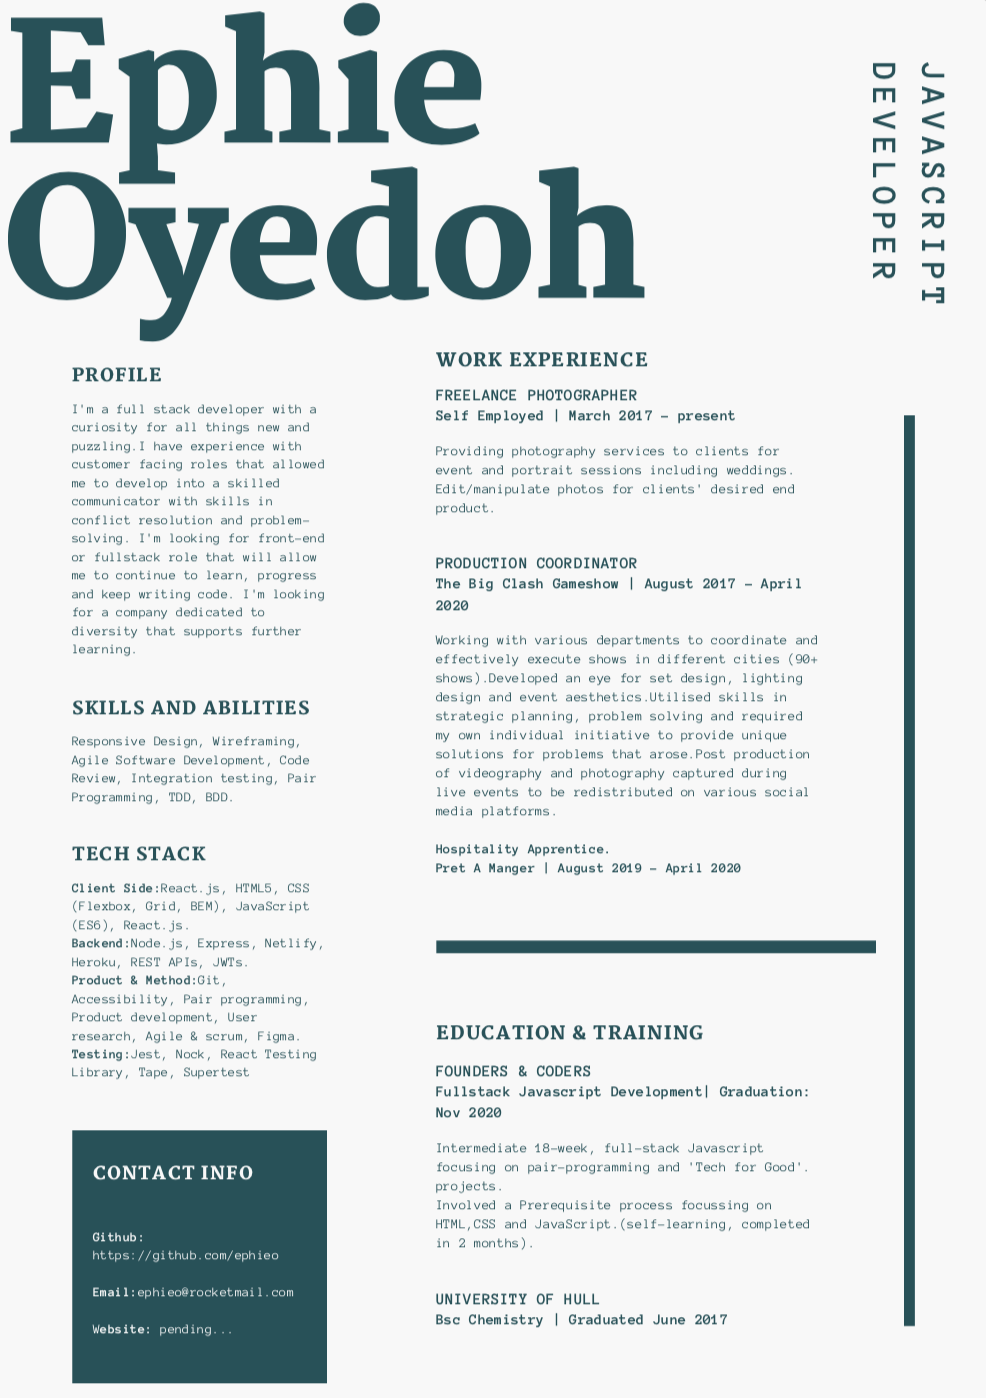 Ephie
Oyedoh
JAVASCRIPT
DEVELOPER
PROFILE
I'm a full stack developer with a
curiosity for all things new and
puzzling.I have experience with
customer facing roles that allowed
me to develop into a skilled
communicator with skills in
conflict resolution and problem-
solving. I'm looking for front-end
or fullstack role that will allow
me to continue to learn, progress
and keep writing code. I'm looking
for a company dedicated to
diversity that supports further
learning.
SKILLS AND ABILITIES
Responsive Design, Wireframing,
Agile Software Development, Code
Review, Integration testing, Pair
Programming, TDD, BDD.
TECH STACK
Client Side:React.js, HTML5, CSS
(Flexbox, Grid, BEM), JavaScript
(ES6), React.js.
Backend:Node.js, Express, Netlify,
Heroku, REST APIs, JWTs.
Product & Method:Git,
Accessibility, Pair programming,
Product development, User
research, Agile & scrum, Figma.
Testing:Jest, Nock, React Testing
Library, Tape, Supertest
CONTACT INFO
Github:
https://github.com/ephieo
Email:ephieo@rocketmail.com
Website: pending...
WORK EXPERIENCE
FREELANCE PHOTOGRAPHER
Self Employed | March 2017 - present
Providing photography services to clients for
event and portrait sessions including weddings.
Edit/manipulate photos for clients' desired end
product.
PRODUCTION COORDINATOR
The Big Clash Gameshow | August 2017 - April
2020
Working with various departments to coordinate and
effectively execute shows in different cities (90+
shows).Developed an eye for set design, lighting
design and event aesthetics.Utilised skills in
strategic planning, problem solving and required
my own individual initiative to provide unique
solutions for problems that arose.Post production
of videography and photography captured during
live events to be redistributed on various social
media platforms.
Hospitality Apprentice.
Pret A Manger | August 2019 - April 2020
EDUCATION & TRAINING
FOUNDERS & CODERS
Fullstack Javascript Development| Graduation:
Nov 2020
Intermediate 18-week, full-stack Javascript
focusing on pair-programming and 'Tech for Good'.
projects.
Involved a Prerequisite process focussing on
HTML,CSS and JavaScript.(self-learning, completed
in 2 months).
UNIVERSITY OF HULL
Bsc Chemistry | Graduated June 2017